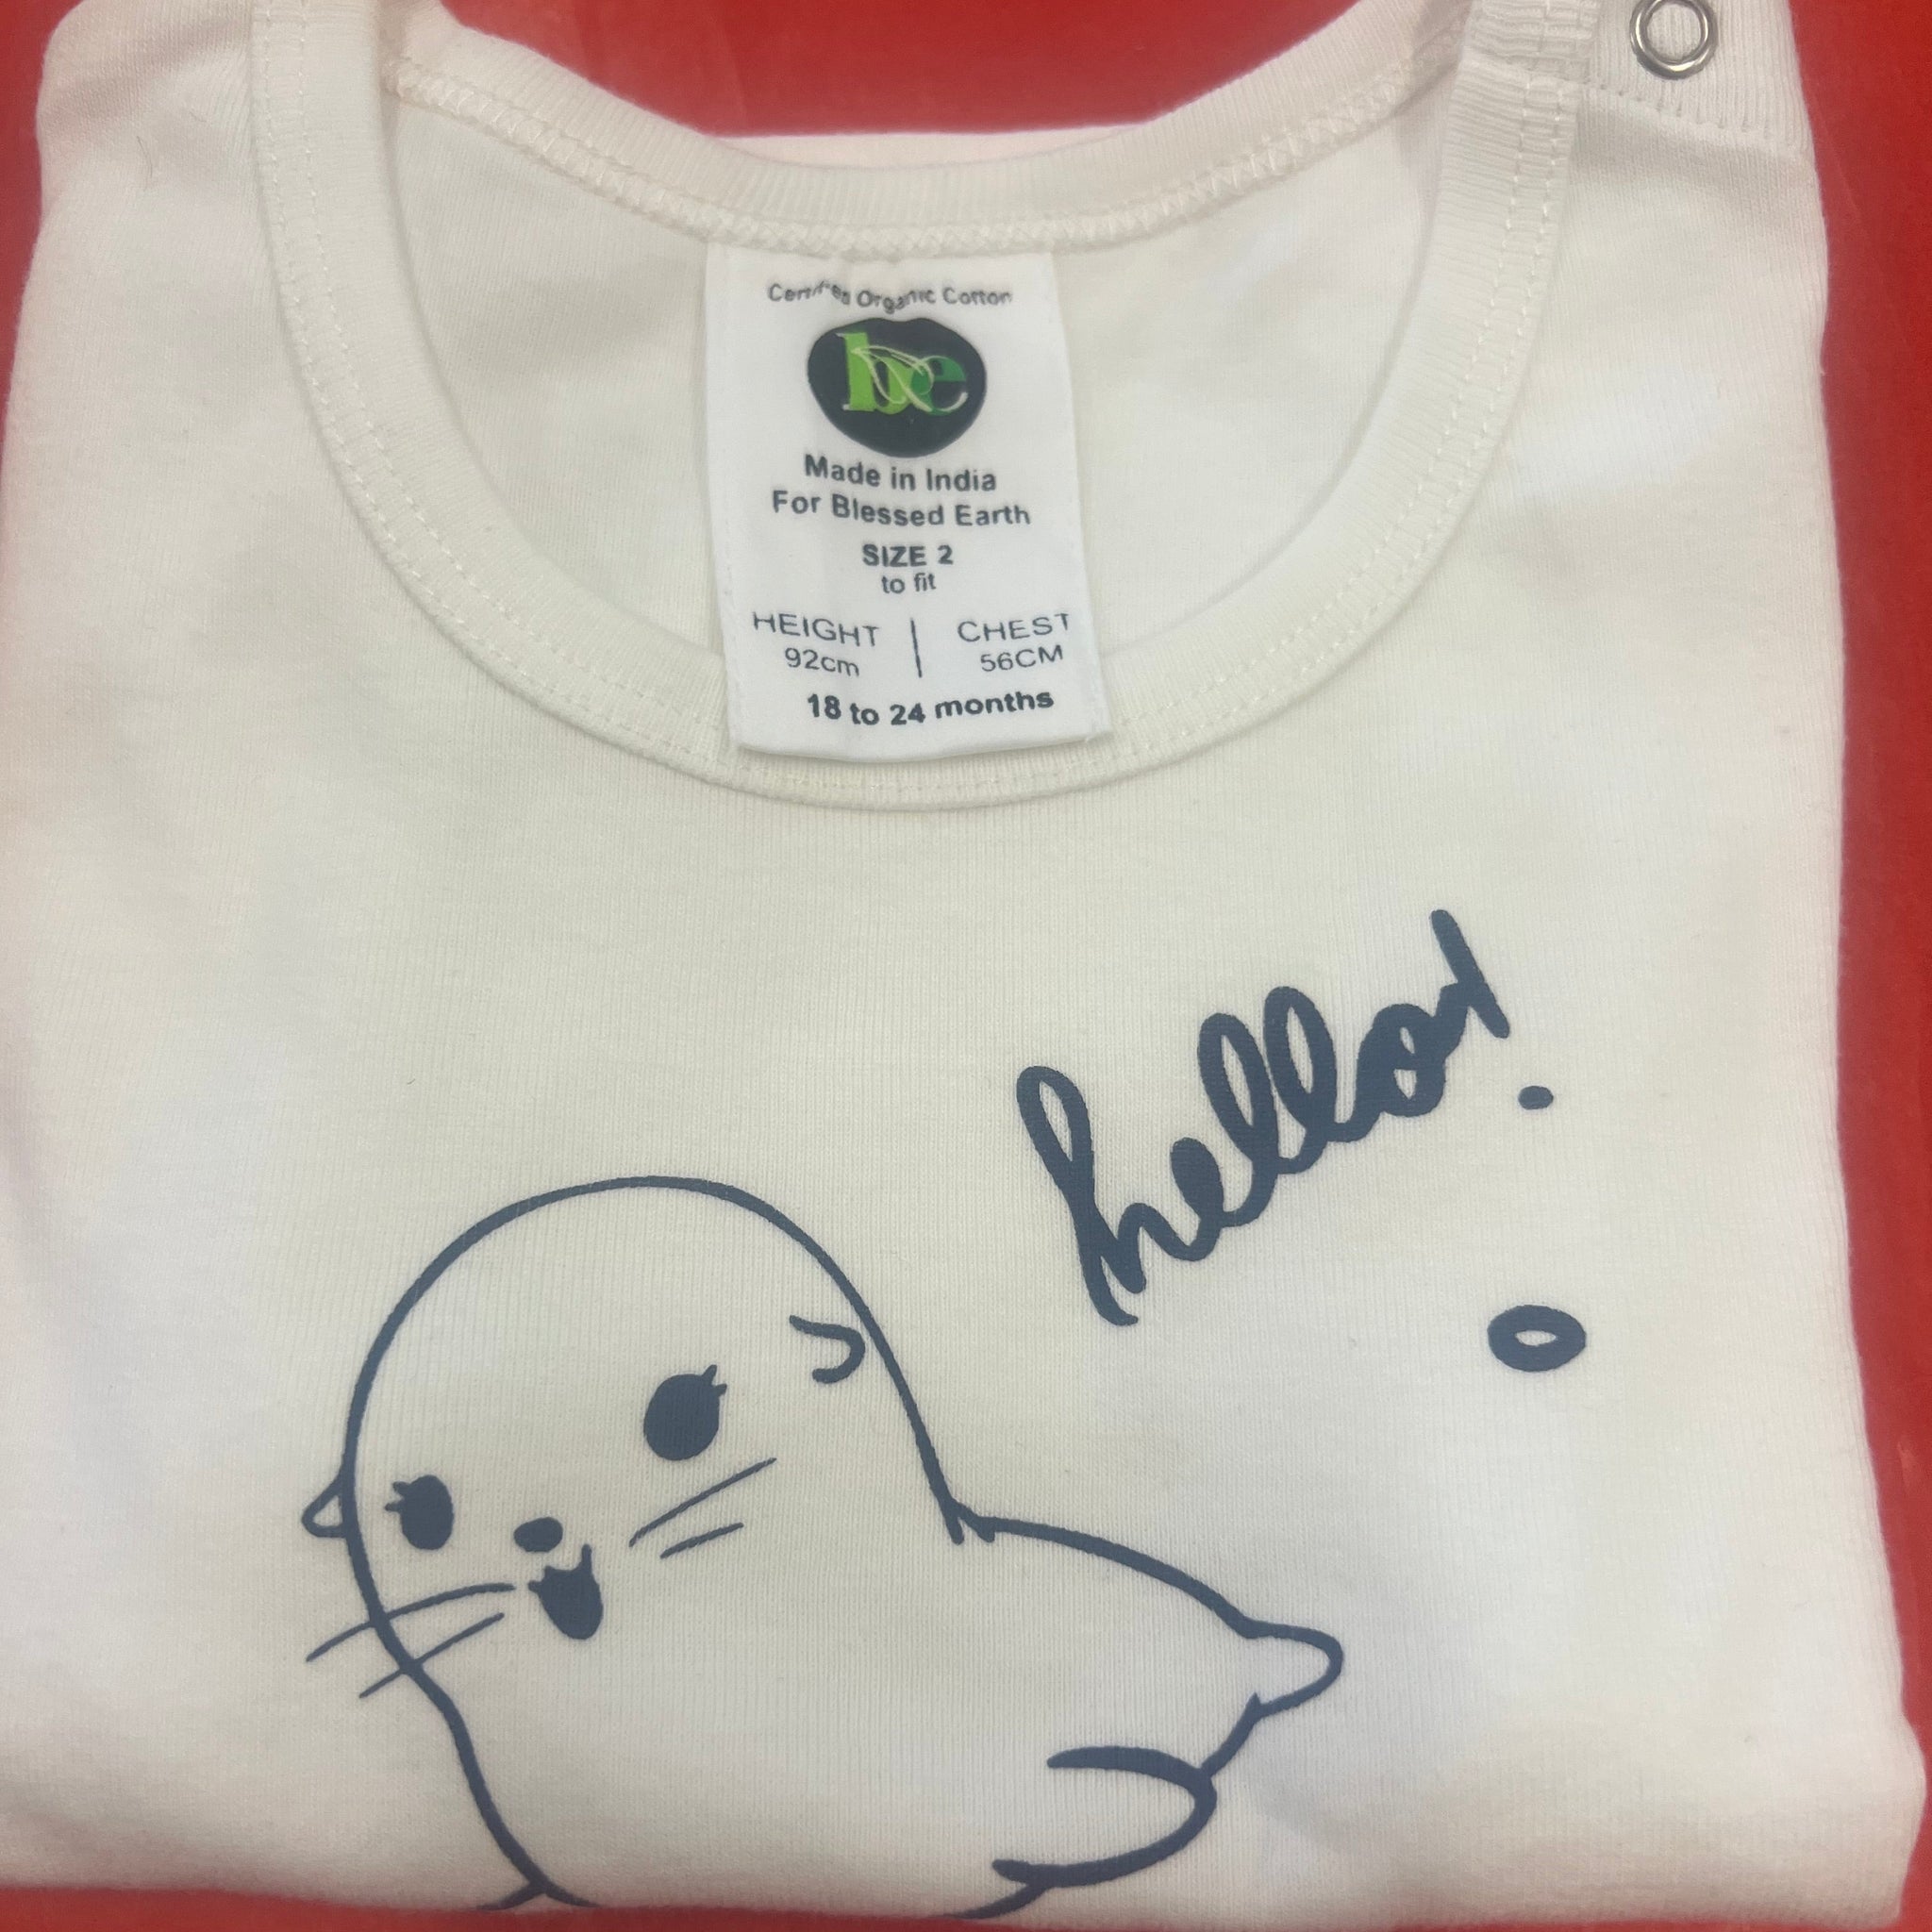 Certified Organic Cotton
be
Made in India
For Blessed Earth
SIZE 2
to fit
HEIGHT | CHEST
92cm | 56CM
18 to 24 months
hello!